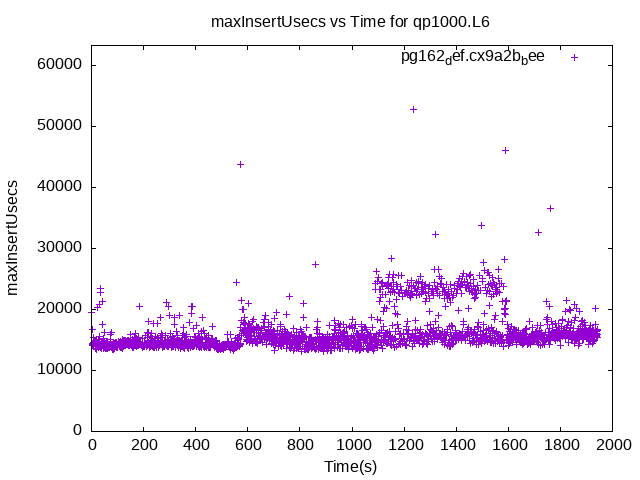 maxInsertUsecs vs Time for qp1000.L6
pg162def.cx9a2bbee
60000
50000
40000
30000
20000
10000
0
maxInsertUsecs
0 200 400 600 800 1000 1200 1400 1600 1800 2000
Time(s)